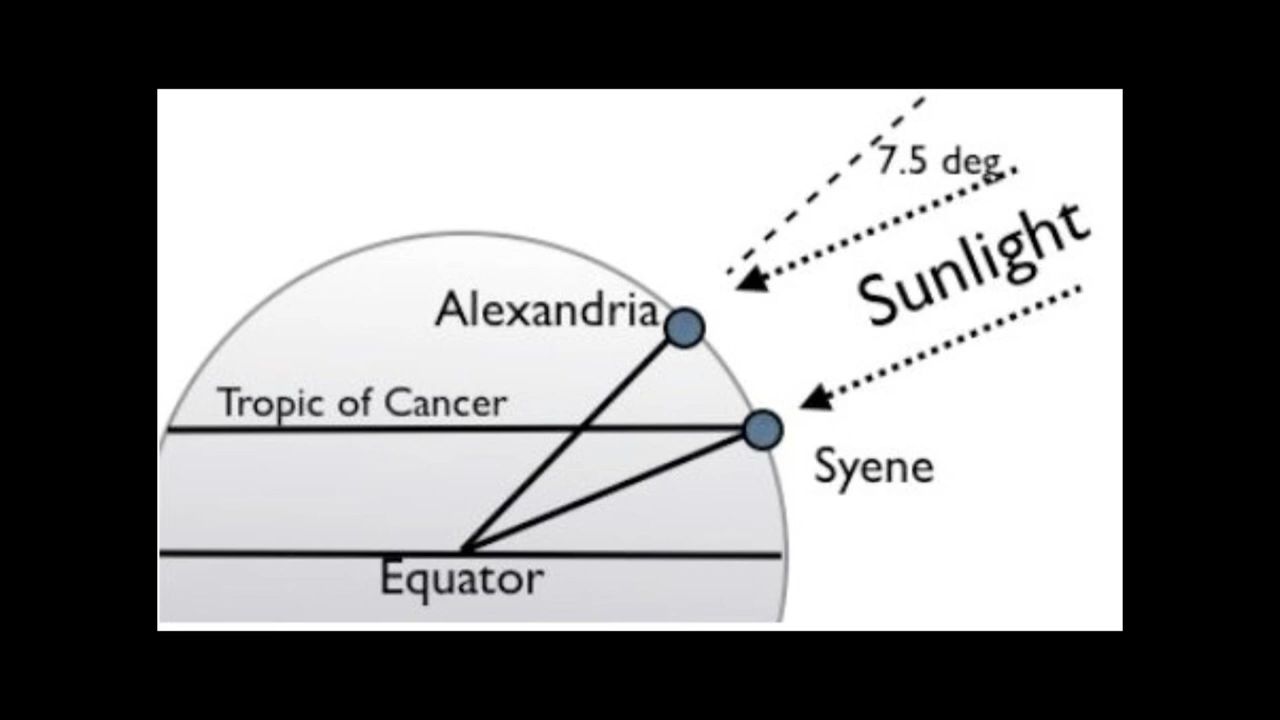 7.5 deg
Sunlight
Alexandria
Tropic of Cancer
Syene
Equator